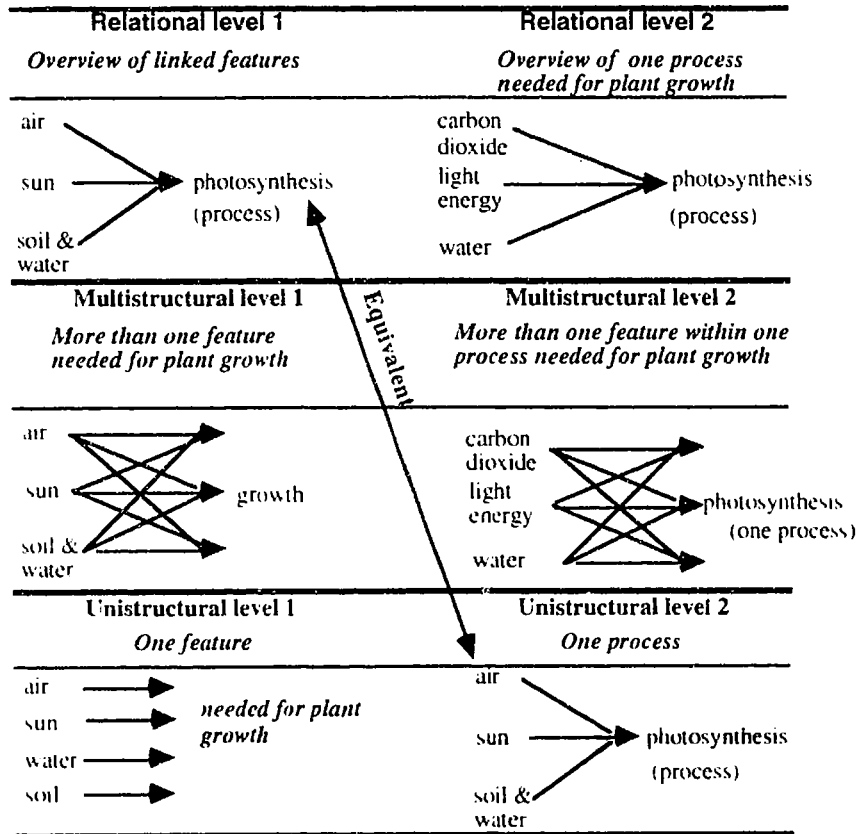 Relational level 1
Overview of linked features
air
sun
soil &
water
photosynthesis
(process)
Relational level 2
Overview of one process
needed for plant growth
carbon
dioxide
light
energy
water
photosynthesis
(process)
Equivalent
Multistructural level 1
More than one feature
needed for plant growth
air
sun
soil &
water
growth
Multistructural level 2
More than one feature within one
process needed for plant growth
carbon
dioxide
light
energy
water
photosynthesis
(one process)
Unistructural level 1
One feature
air
sun
water
soil
needed for plant
growth
Unistructural level 2
One process
air
sun
soil &
water
photosynthesis
(process)